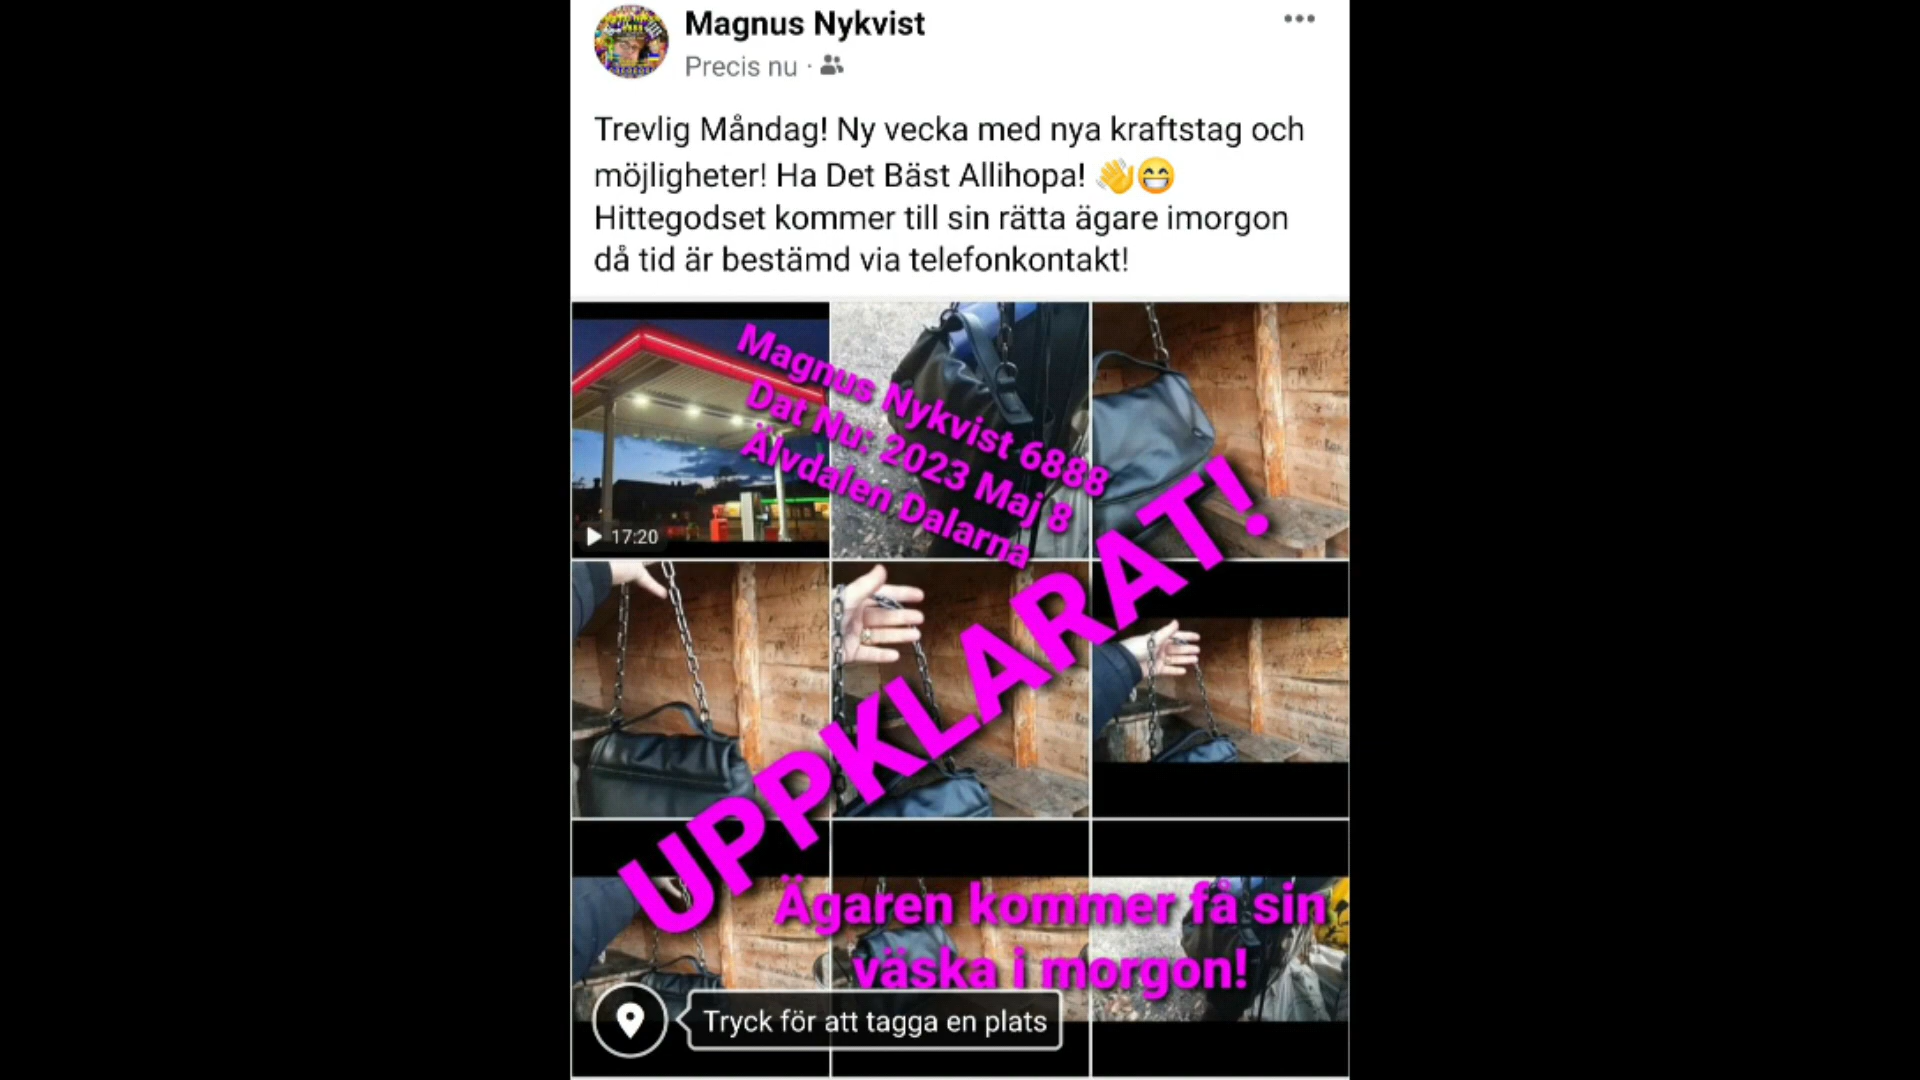 Magnus Nykvist
Precis nu ·
Trevlig Måndag! Ny vecka med nya kraftstag och
möjligheter! Ha Det Bäst Allihopa! 👋😁
Hittegodset kommer till sin rätta ägare imorgon
då tid är bestämd via telefonkontakt!
Magnus Nykvist 6888
Dat Nu: 2023 Maj 8
Älvdalen Dalarna
17:20
UPPKLARAT!
Ägaren kommer få sin
väska i morgon!
Tryck för att tagga en plats